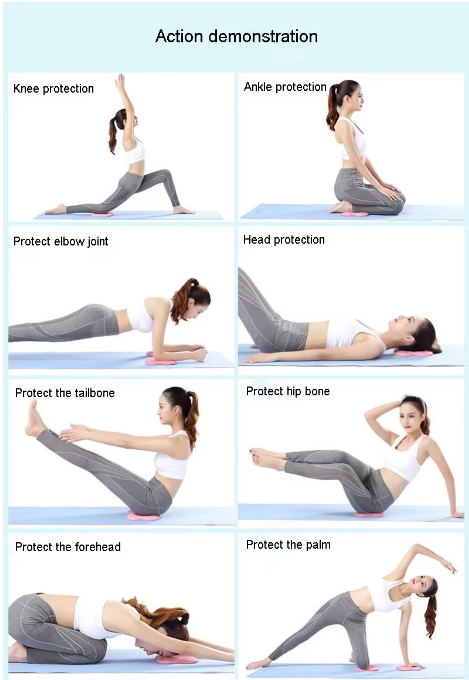 Action demonstration
Knee protection
Ankle protection
Protect elbow joint
Head protection
Protect the tailbone
Protect hip bone
Protect the forehead
Protect the palm